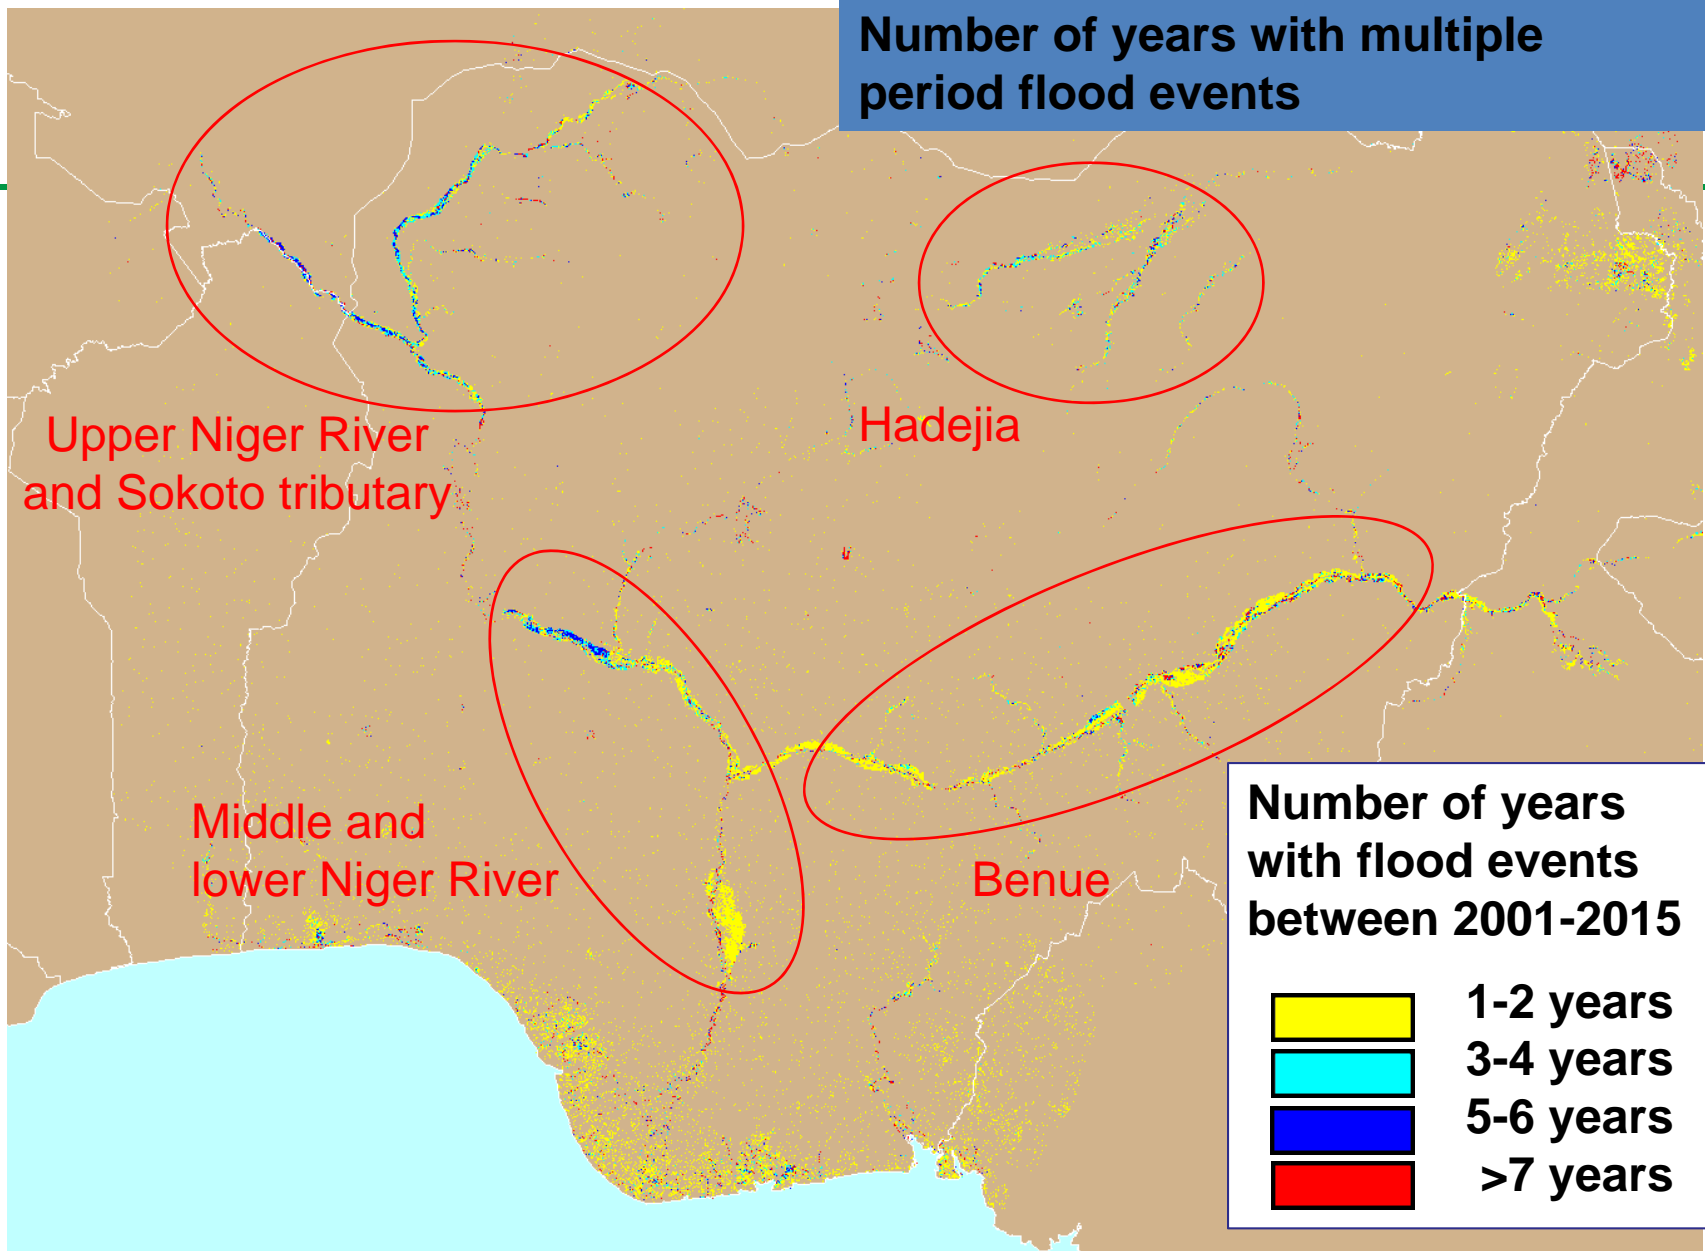 Number of years with multiple
period flood events
Upper Niger River
and Sokoto tributary
Hadejia
Middle and
lower Niger River
Benue
Number of years
with flood events
between 2001-2015
1-2 years
3-4 years
5-6 years
>7 years